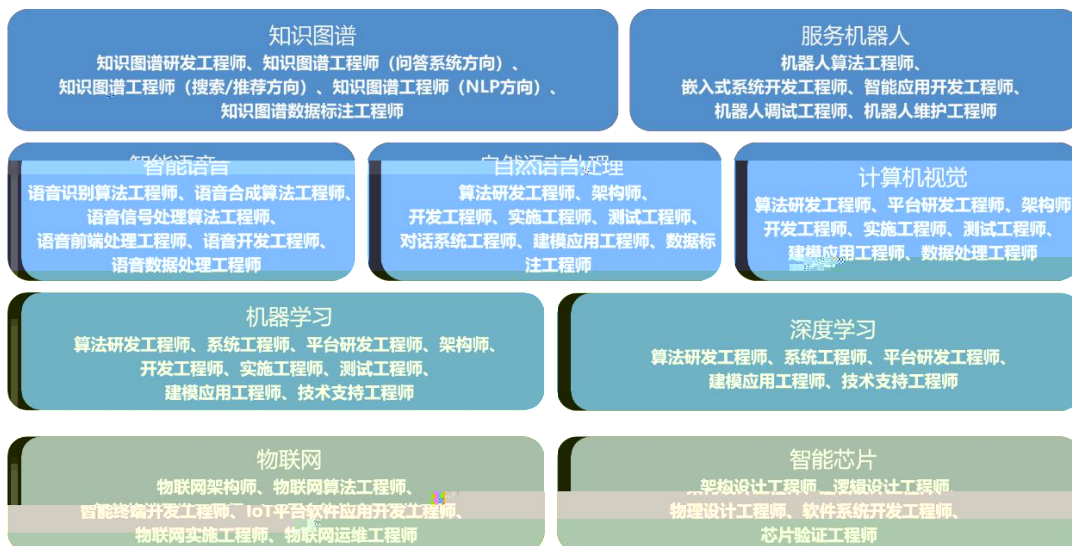 知识图谱
知识图谱研发工程师、知识图谱工程师（问答系统方向）、
知识图谱工程师（搜索/推荐方向）、知识图谱工程师（NLP方向）、
知识图谱数据标注工程师
服务机器人
机器人算法工程师、
嵌入式系统开发工程师、智能应用开发工程师、
机器人调试工程师、机器人维护工程师
智能语音
语音识别算法工程师、语音合成算法工程师、
语音信号处理算法工程师、
语音前端处理工程师、语音开发工程师、
语音数据处理工程师
自然语言处理
算法研发工程师、架构师、
开发工程师、实施工程师、测试工程师、
对话系统工程师、建模应用工程师、数据标
注工程师
计算机视觉
算法研发工程师、平台研发工程师、架构师
开发工程师、实施工程师、测试工程师、
建模应用工程师、数据处理工程师
机器学习
算法研发工程师、系统工程师、平台研发工程师、架构师、
开发工程师、实施工程师、测试工程师、
建模应用工程师、技术支持工程师
深度学习
算法研发工程师、系统工程师、平台研发工程师、
建模应用工程师、技术支持工程师
物联网
物联网架构师、物联网算法工程师、
智能终端开发工程师、IoT平台软件应用开发工程师、
物联网实施工程师、物联网运维工程师
智能芯片
架构设计工程师、逻辑设计工程师、
物理设计工程师、软件系统开发工程师、
芯片验证工程师